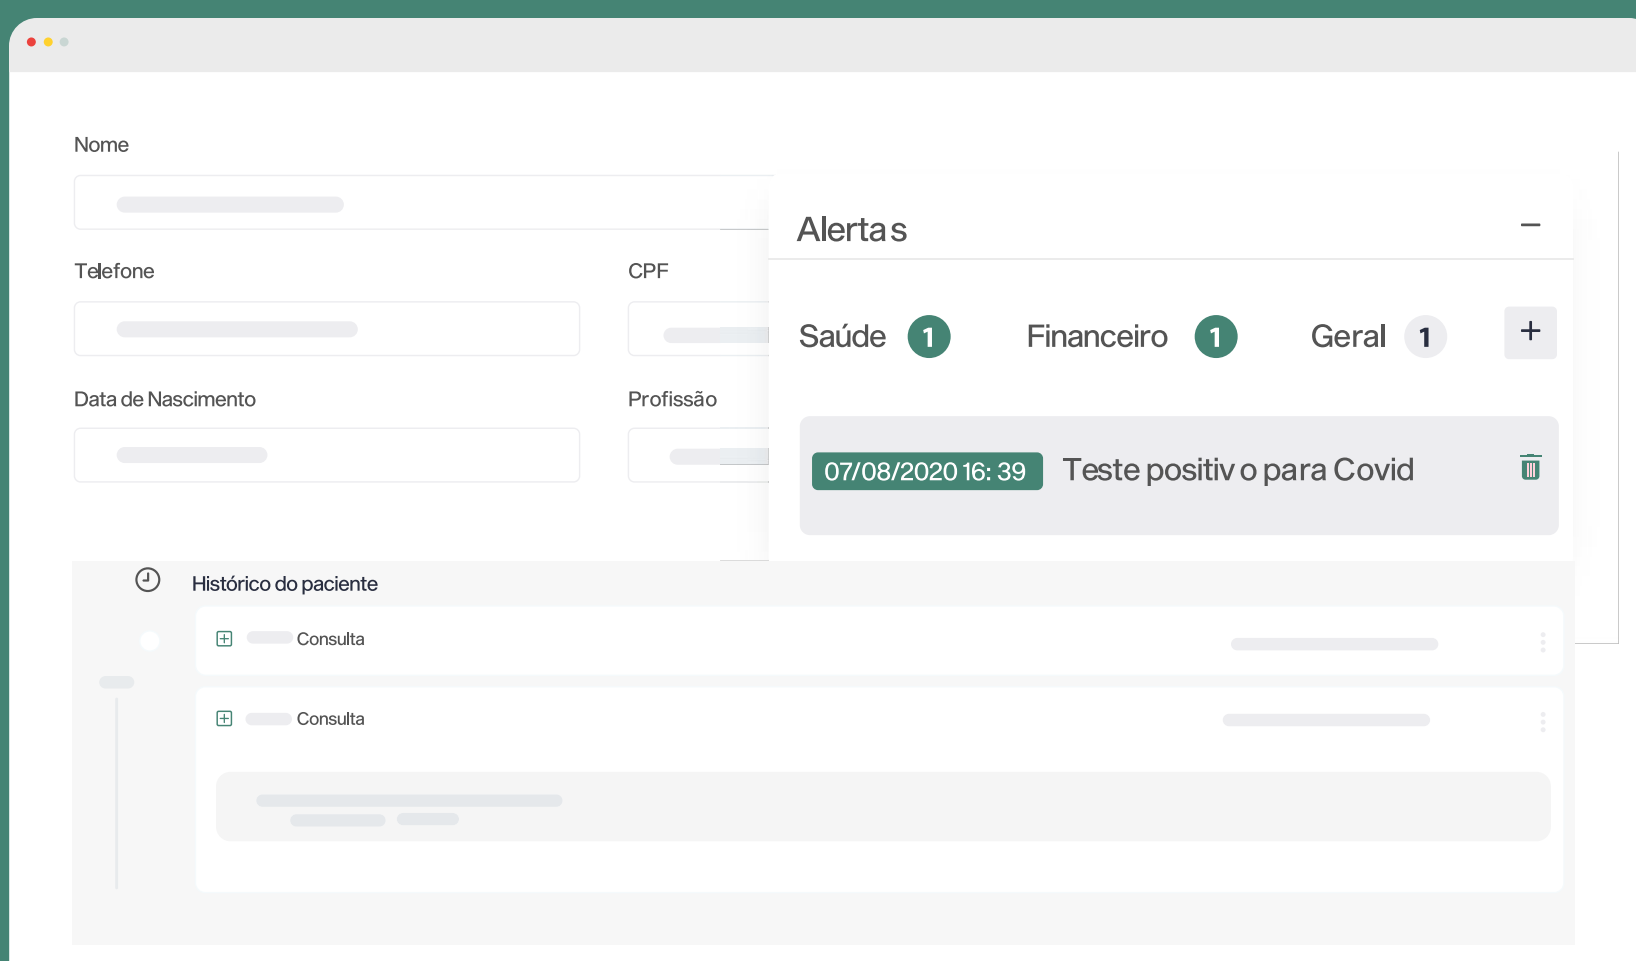 Nome
Alertas
Telefone
CPF
Saúde 1 Financeiro 1 Geral 1 +
Data de Nascimento
Profissão
07/08/2020 16: 39 Teste positivo para Covid
Histórico do paciente
Consulta
Consulta